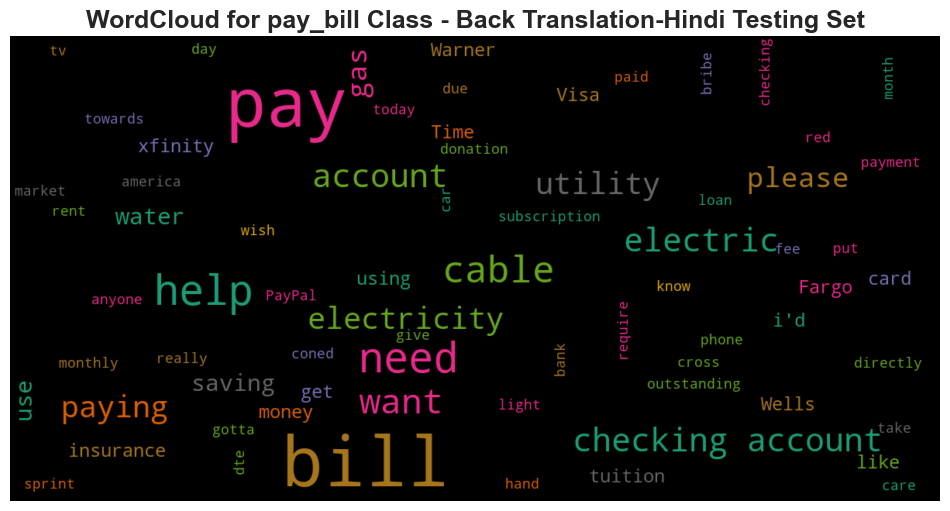 WordCloud for pay_bill Class - Back Translation-Hindi Testing Set
tv
day
Warner
checking
bribe
month
gas
pay
due
Visa
paid
today
towards
Time
red
xfinity
donation
payment
account
utility
please
market
america
car
loan
rent
water
subscription
wish
electric
fee
put
help
using
cable
know
card
anyone
PayPal
Fargo
electricity
i'd
give
require
phone
monthly
really
coned
need
bank
cross
directly
use
saving
get
outstanding
paying
money
want
light
Wells
gotta
take
insurance
dte
bill
checking account
like
tuition
sprint
hand
care